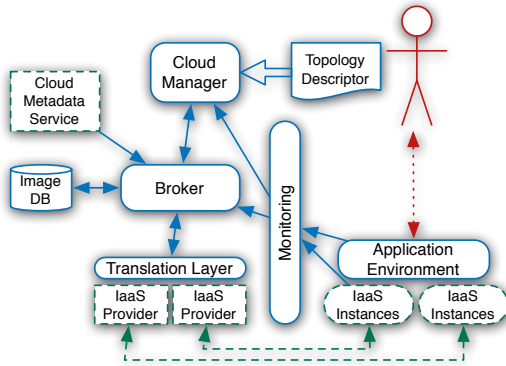 Cloud
Manager
Topology
Descriptor
Cloud
Metadata
Service
Image
DB
Broker
Monitoring
Translation Layer
Application
Environment
IaaS
Provider
IaaS
Provider
IaaS
Instances
IaaS
Instances